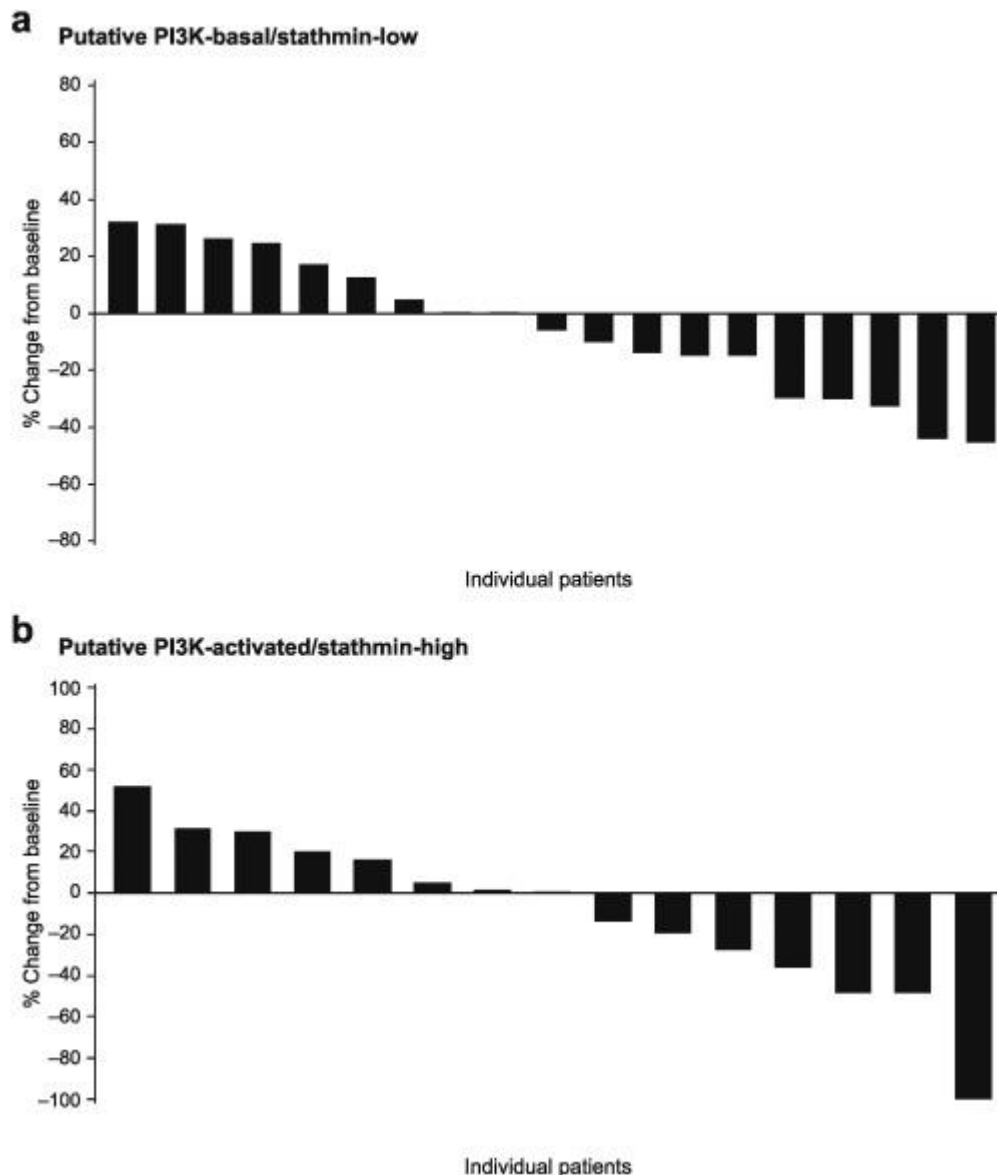 a
Putative PI3K-basal/stathmin-low
% Change from baseline
80
60
40
20
0
–20
–40
–60
–80
Individual patients
b
Putative PI3K-activated/stathmin-high
% Change from baseline
100
80
60
40
20
0
–20
–40
–60
–80
–100
Individual patients